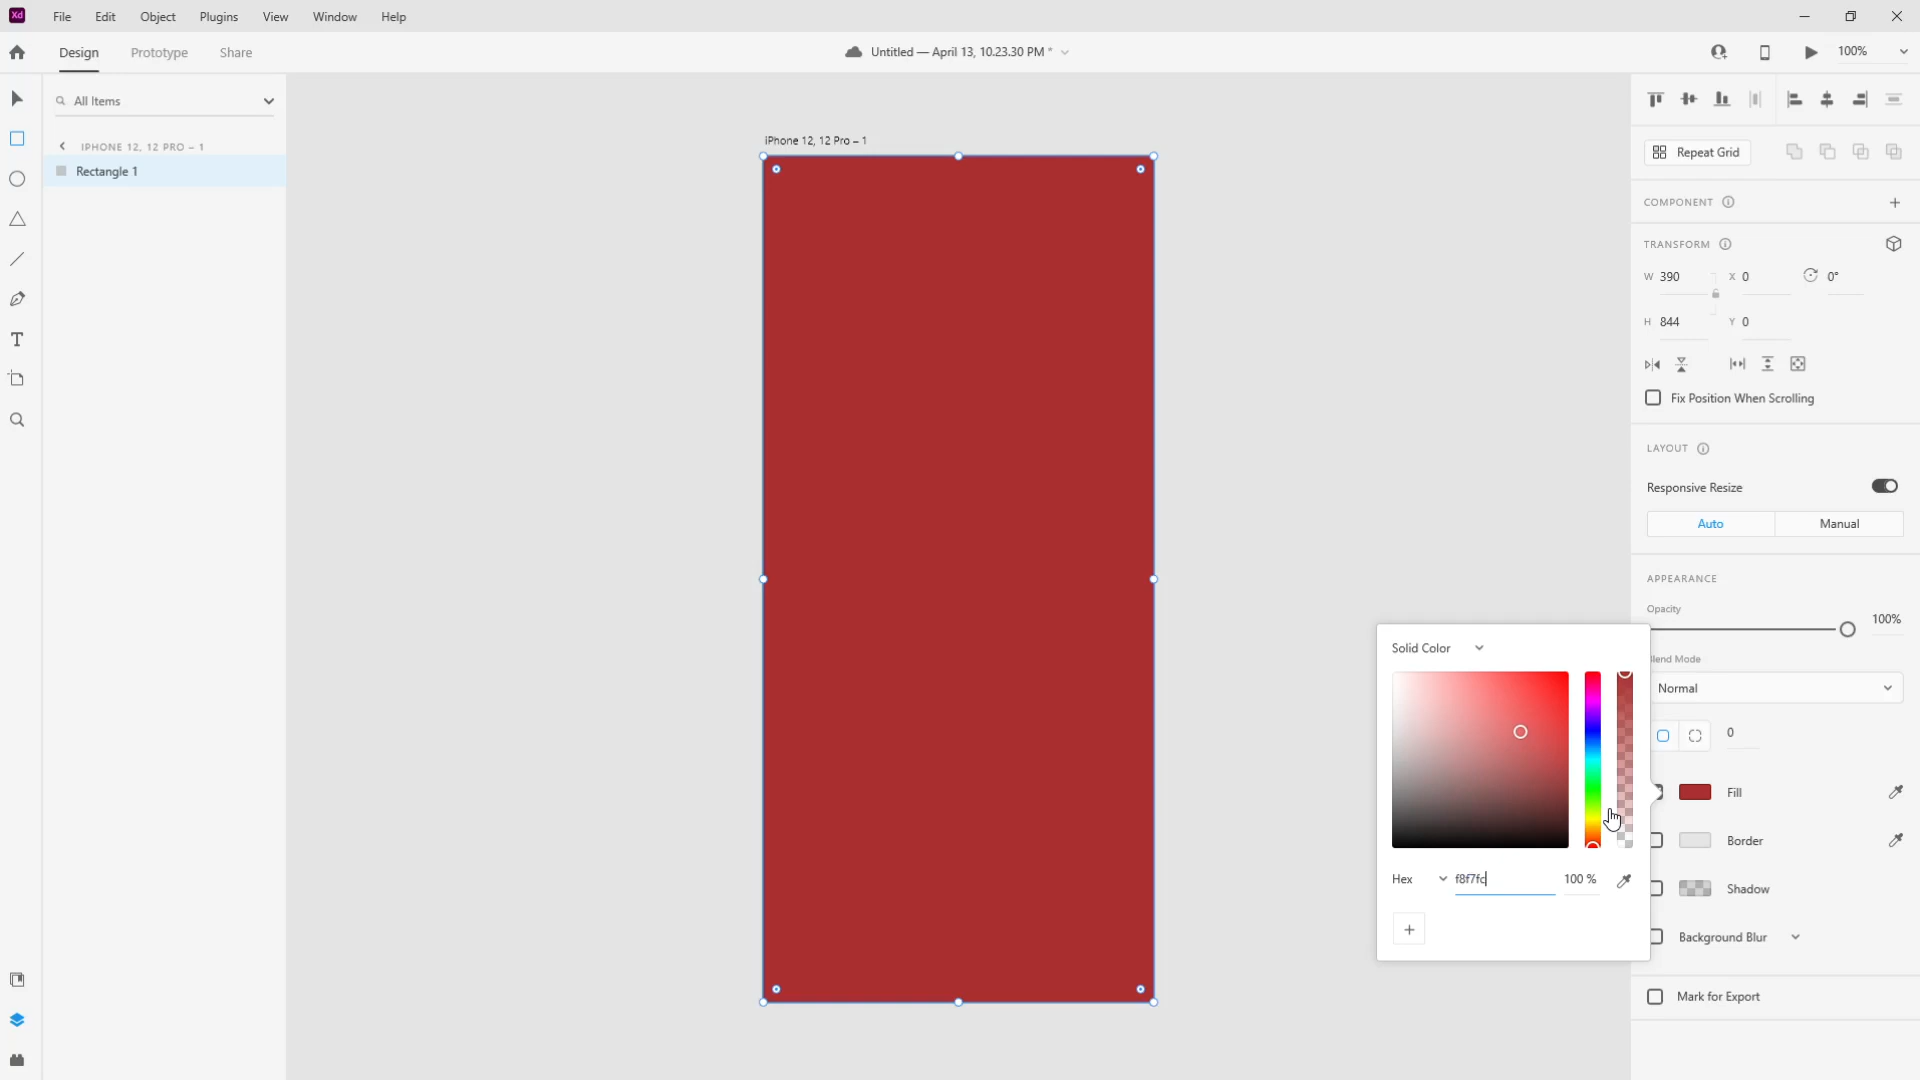 Xd File Edit Object Plugins View Window Help
Design Prototype Share
Untitled — April 13, 10.23.30 PM *
100%
All Items
IPHONE 12, 12 PRO – 1
Rectangle 1
iPhone 12, 12 Pro – 1
Repeat Grid
COMPONENT
TRANSFORM
W 390 X 0 0°
H 844 Y 0
Fix Position When Scrolling
LAYOUT
Responsive Resize
Auto Manual
APPEARANCE
Opacity
100%
lend Mode
Normal
0
Fill
Border
Shadow
Background Blur
Mark for Export
Solid Color
Hex f8f7fc 100 %
+
T